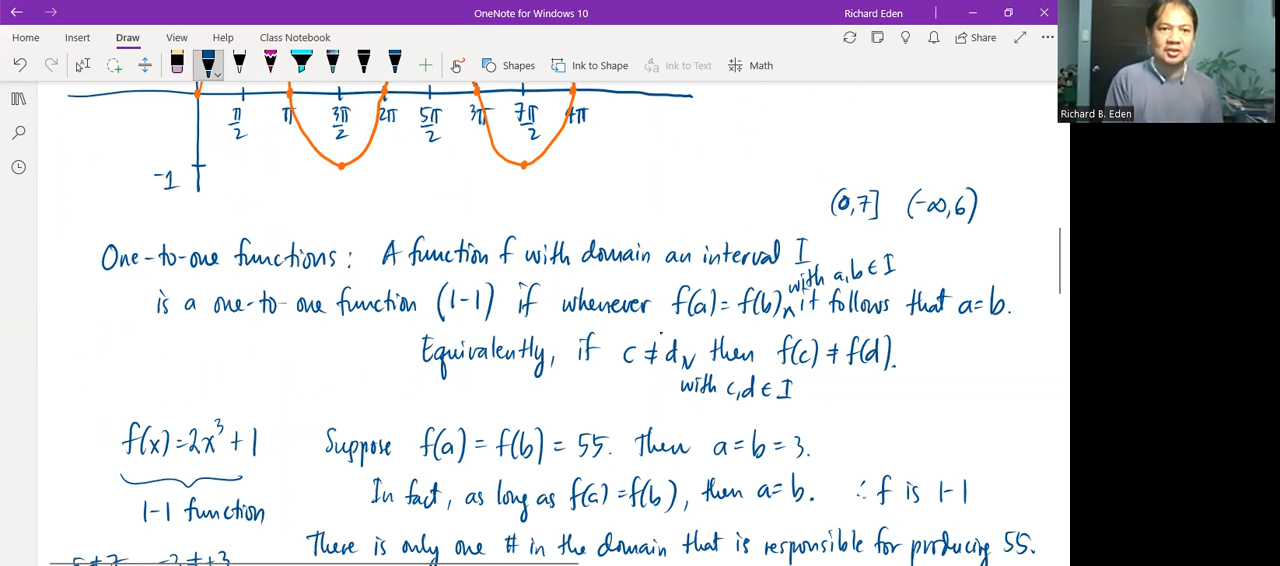 OneNote for Windows 10
Richard Eden
Home Insert Draw View Help Class Notebook
Share
Shapes Ink to Shape Ink to Text Math
Richard B. Eden
π/2 π 3π/2 2π 5π/2 3π 7π/2 4π
-1
(0,7] (-∞,6)
One-to-one functions: A function f with domain an interval I
with a,b ∈ I
is a one-to-one function (1-1) if whenever f(a) = f(b)^ it follows that a = b.
Equivalently, if c ≠ d then f(c) ≠ f(d).
with c,d ∈ I
f(x) = 2x³ + 1 Suppose f(a) = f(b) = 55. Then a = b = 3.
In fact, as long as f(a) = f(b), then a = b. ∴ f is 1-1
1-1 function
There is only one # in the domain that is responsible for producing 55.